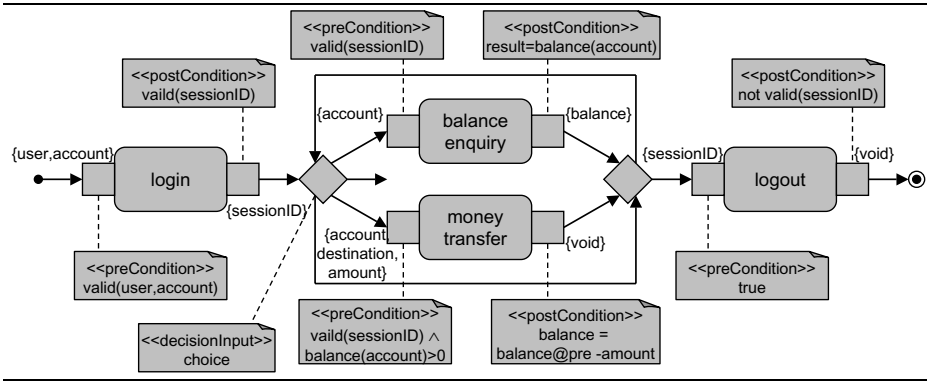 <<preCondition>>
valid(sessionID)
<<postCondition>>
result=balance(account)
<<postCondition>>
vaild(sessionID)
<<postCondition>>
not valid(sessionID)
{account}
balance
enquiry
{balance}
{user,account}
login
{sessionID}
{sessionID}
logout
{void}
{account,
destination,
amount}
money
transfer
{void}
<<preCondition>>
valid(user,account)
<<preCondition>>
true
<<decisionInput>>
choice
<<preCondition>>
vaild(sessionID) ∧
balance(account)>0
<<postCondition>>
balance =
balance@pre -amount